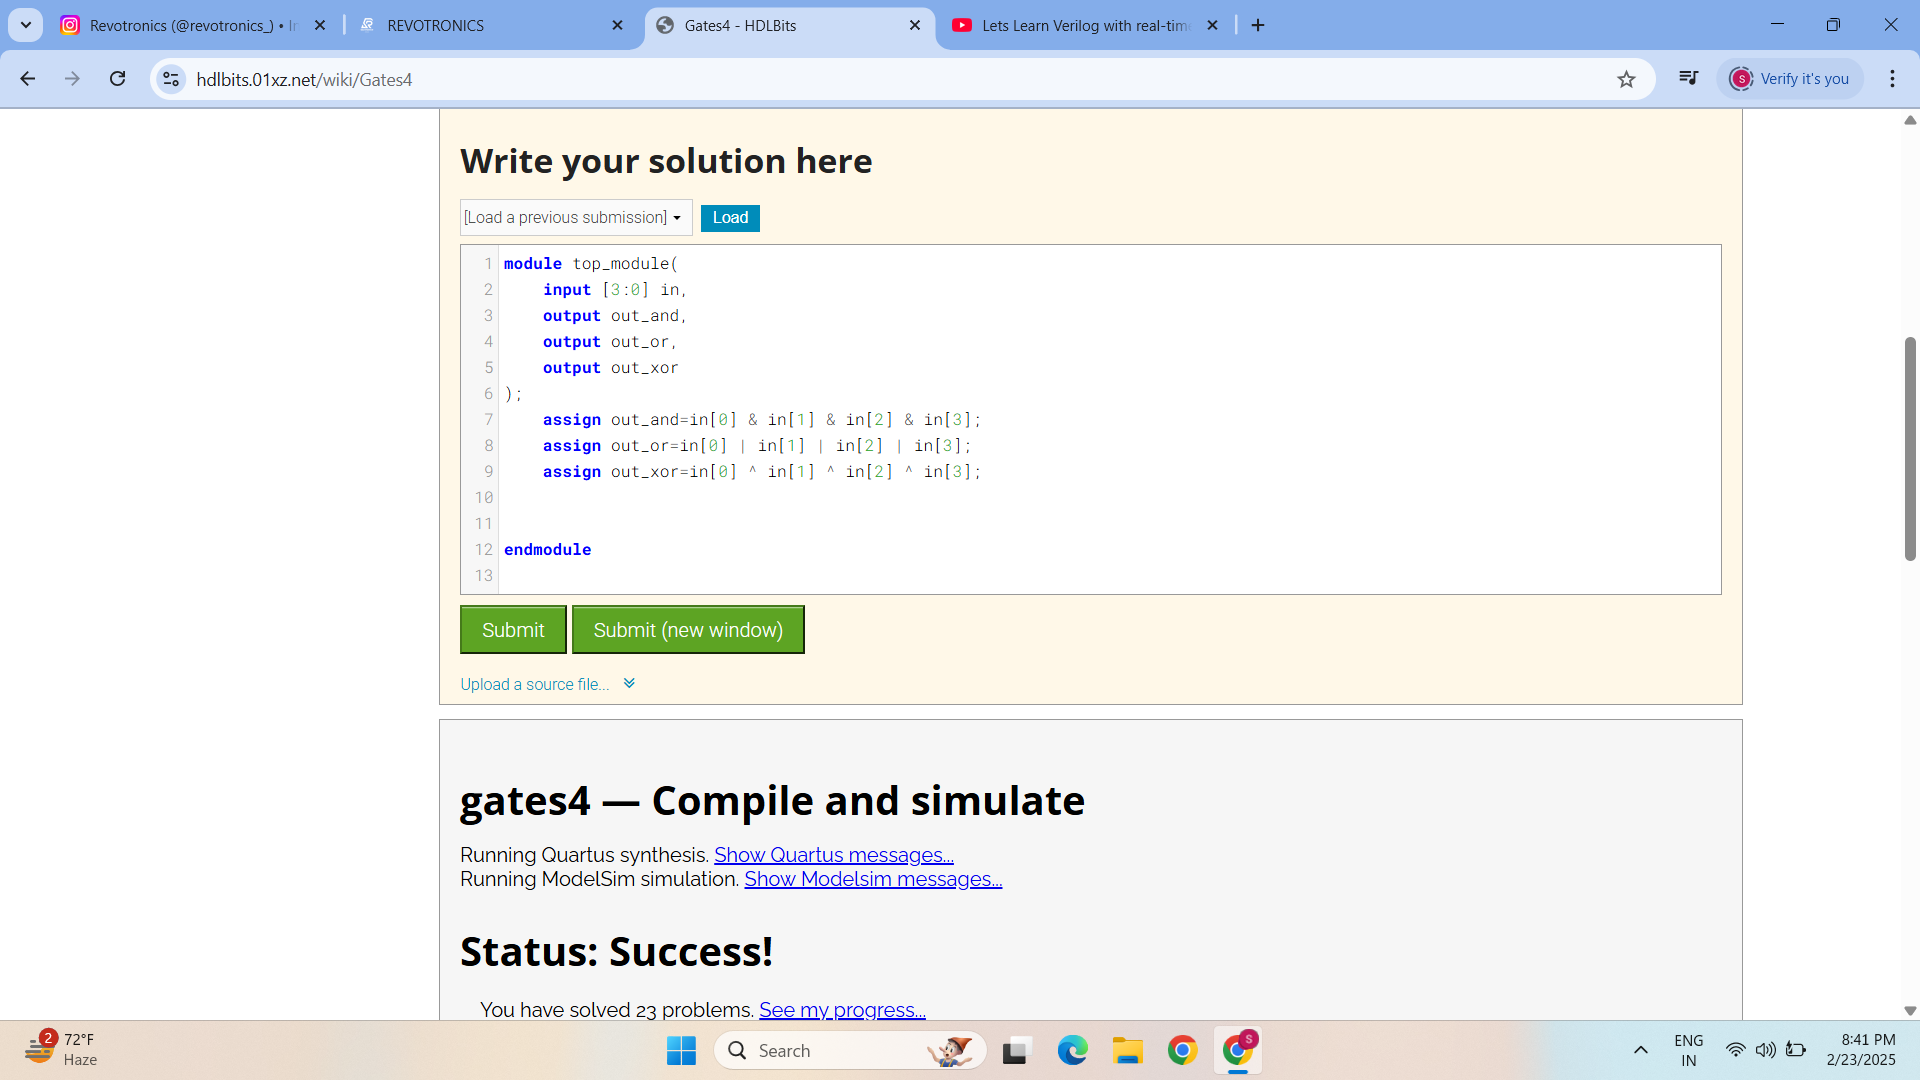 Revotronics (@revotronics_) • In
REVOTRONICS
Gates4 - HDLBits
Lets Learn Verilog with real-time
hdlbits.01xz.net/wiki/Gates4
S
Verify it's you
Write your solution here
[Load a previous submission]
Load
1 module top_module(
2 input [3:0] in,
3 output out_and,
4 output out_or,
5 output out_xor
6 );
7 assign out_and=in[0] & in[1] & in[2] & in[3];
8 assign out_or=in[0] | in[1] | in[2] | in[3];
9 assign out_xor=in[0] ^ in[1] ^ in[2] ^ in[3];
10
11
12 endmodule
13
Submit
Submit (new window)
Upload a source file...
gates4 — Compile and simulate
Running Quartus synthesis. Show Quartus messages...
Running ModelSim simulation. Show Modelsim messages...
Status: Success!
You have solved 23 problems. See my progress...
2
72°F
Haze
Search
S
ENG
IN
8:41 PM
2/23/2025